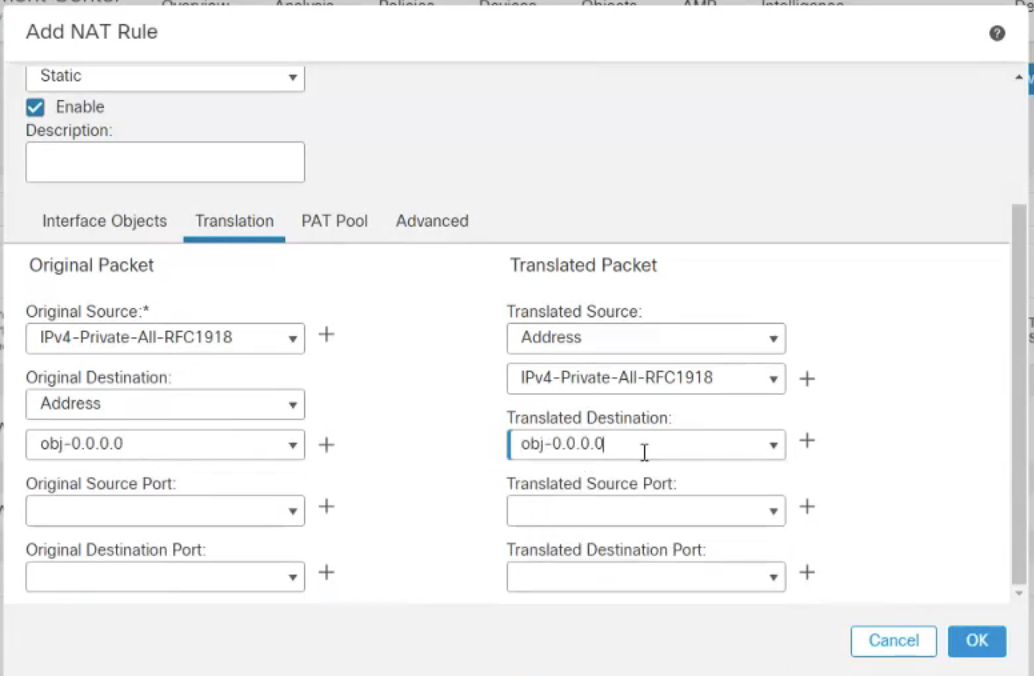 Add NAT Rule
Static
Enable
Description:
Interface Objects Translation PAT Pool Advanced
Original Packet
Original Source:*
IPv4-Private-All-RFC1918
Original Destination:
Address
obj-0.0.0.0
Original Source Port:
Original Destination Port:
Translated Packet
Translated Source:
Address
IPv4-Private-All-RFC1918
Translated Destination:
obj-0.0.0.0
Translated Source Port:
Translated Destination Port:
Cancel OK